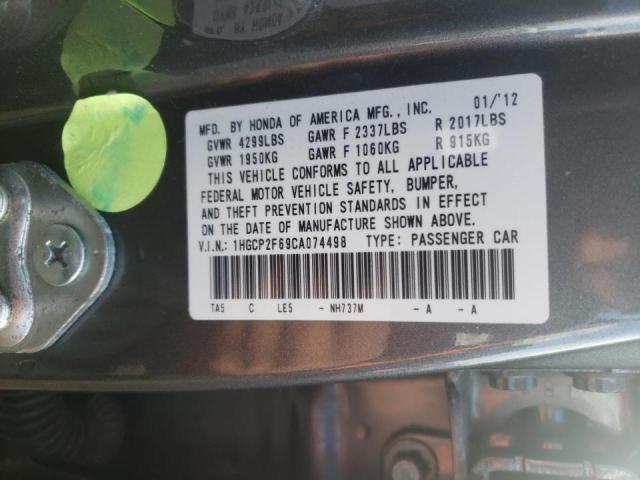 MFD. BY HONDA OF AMERICA MFG., INC. 01/'12
GVWR 4299LBS GAWR F 2337LBS R 2017LBS
GVWR 1950KG GAWR F 1060KG R 915KG
THIS VEHICLE CONFORMS TO ALL APPLICABLE
FEDERAL MOTOR VEHICLE SAFETY, BUMPER,
AND THEFT PREVENTION STANDARDS IN EFFECT
ON THE DATE OF MANUFACTURE SHOWN ABOVE.
V.I.N.: 1HGCP2F69CA074498 TYPE: PASSENGER CAR
TA5 C LE5 - NH737M - A - A